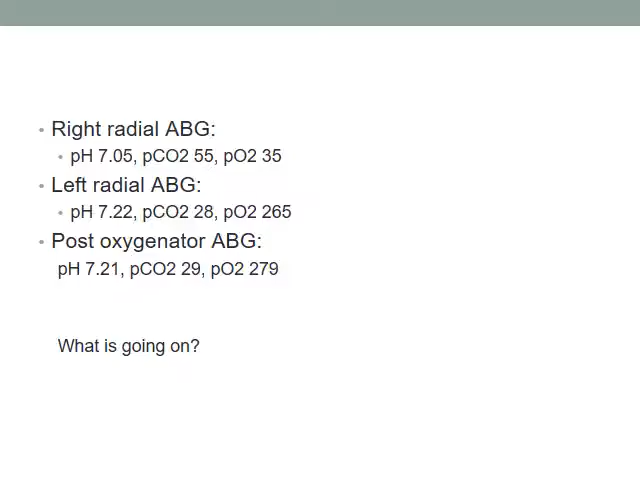 • Right radial ABG:
• pH 7.05, pCO2 55, pO2 35
• Left radial ABG:
• pH 7.22, pCO2 28, pO2 265
• Post oxygenator ABG:
pH 7.21, pCO2 29, pO2 279
What is going on?